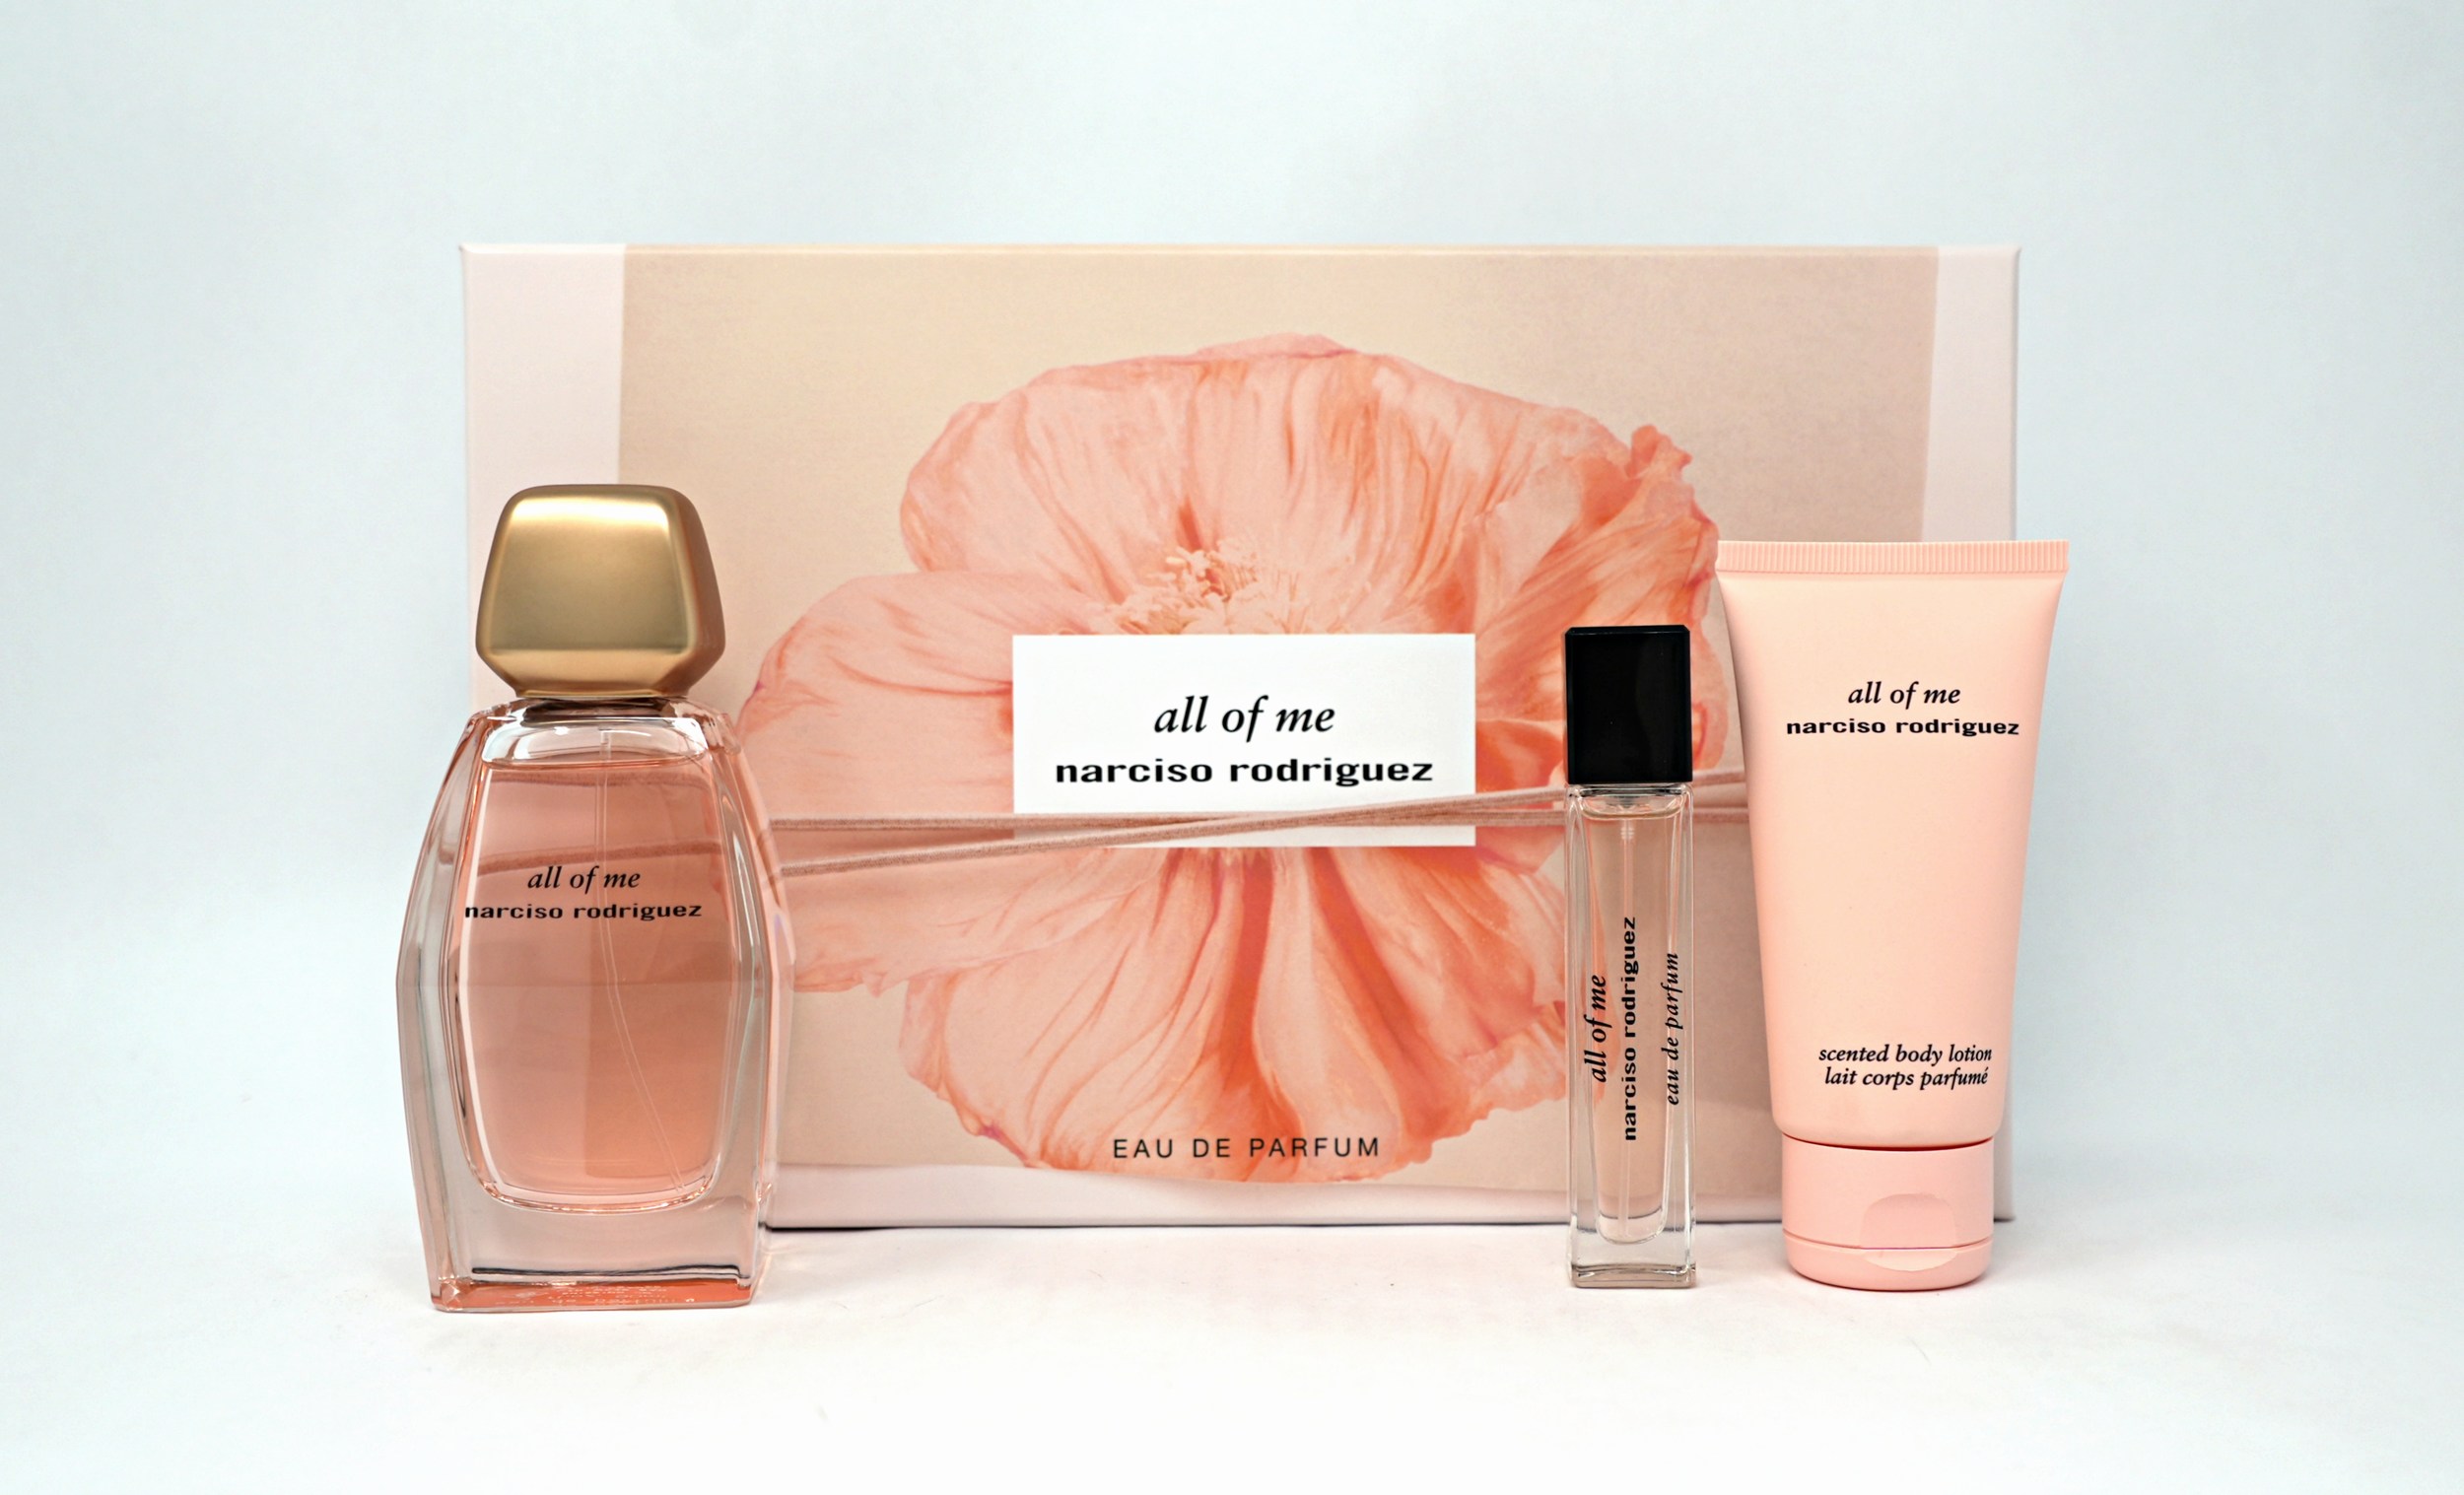 all of me
narciso rodriguez
EAU DE PARFUM
all of me
narciso rodriguez
all of me
narciso rodriguez
eau de parfum
all of me
narciso rodriguez
scented body lotion
lait corps parfumé